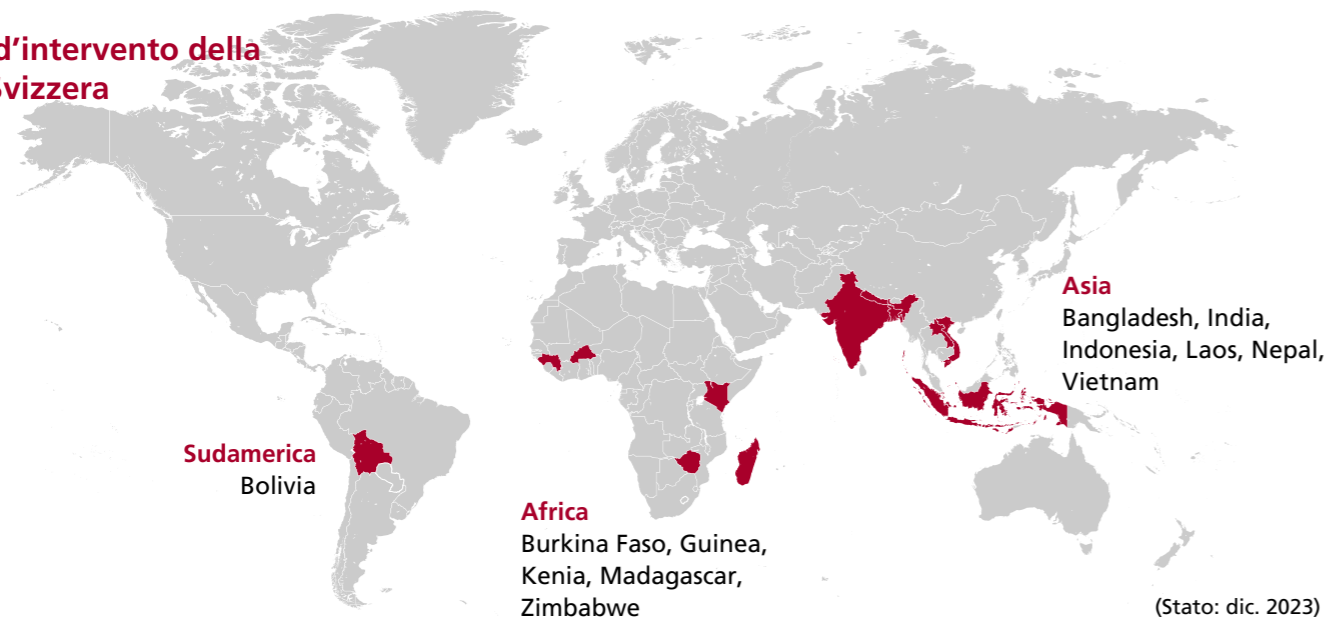 d’intervento della
Svizzera
Asia
Bangladesh, India,
Indonesia, Laos, Nepal,
Vietnam
Sudamerica
Bolivia
Africa
Burkina Faso, Guinea,
Kenia, Madagascar,
Zimbabwe
(Stato: dic. 2023)